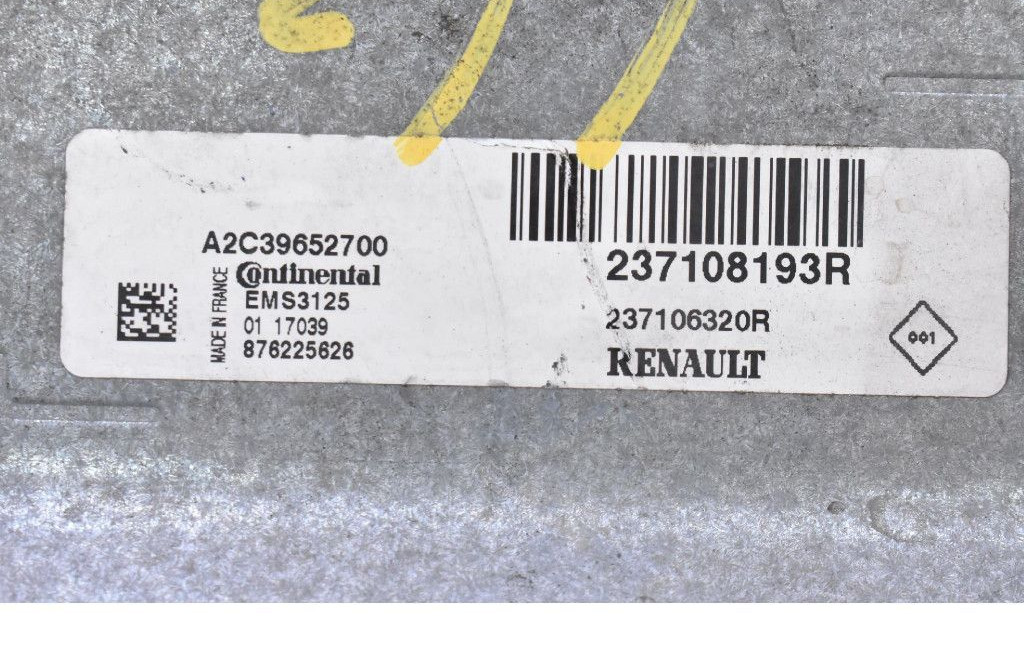 A2C39652700
Continental
EMS3125
01 17039
876225626
MADE IN FRANCE
237108193R
237106320R
RENAULT
001